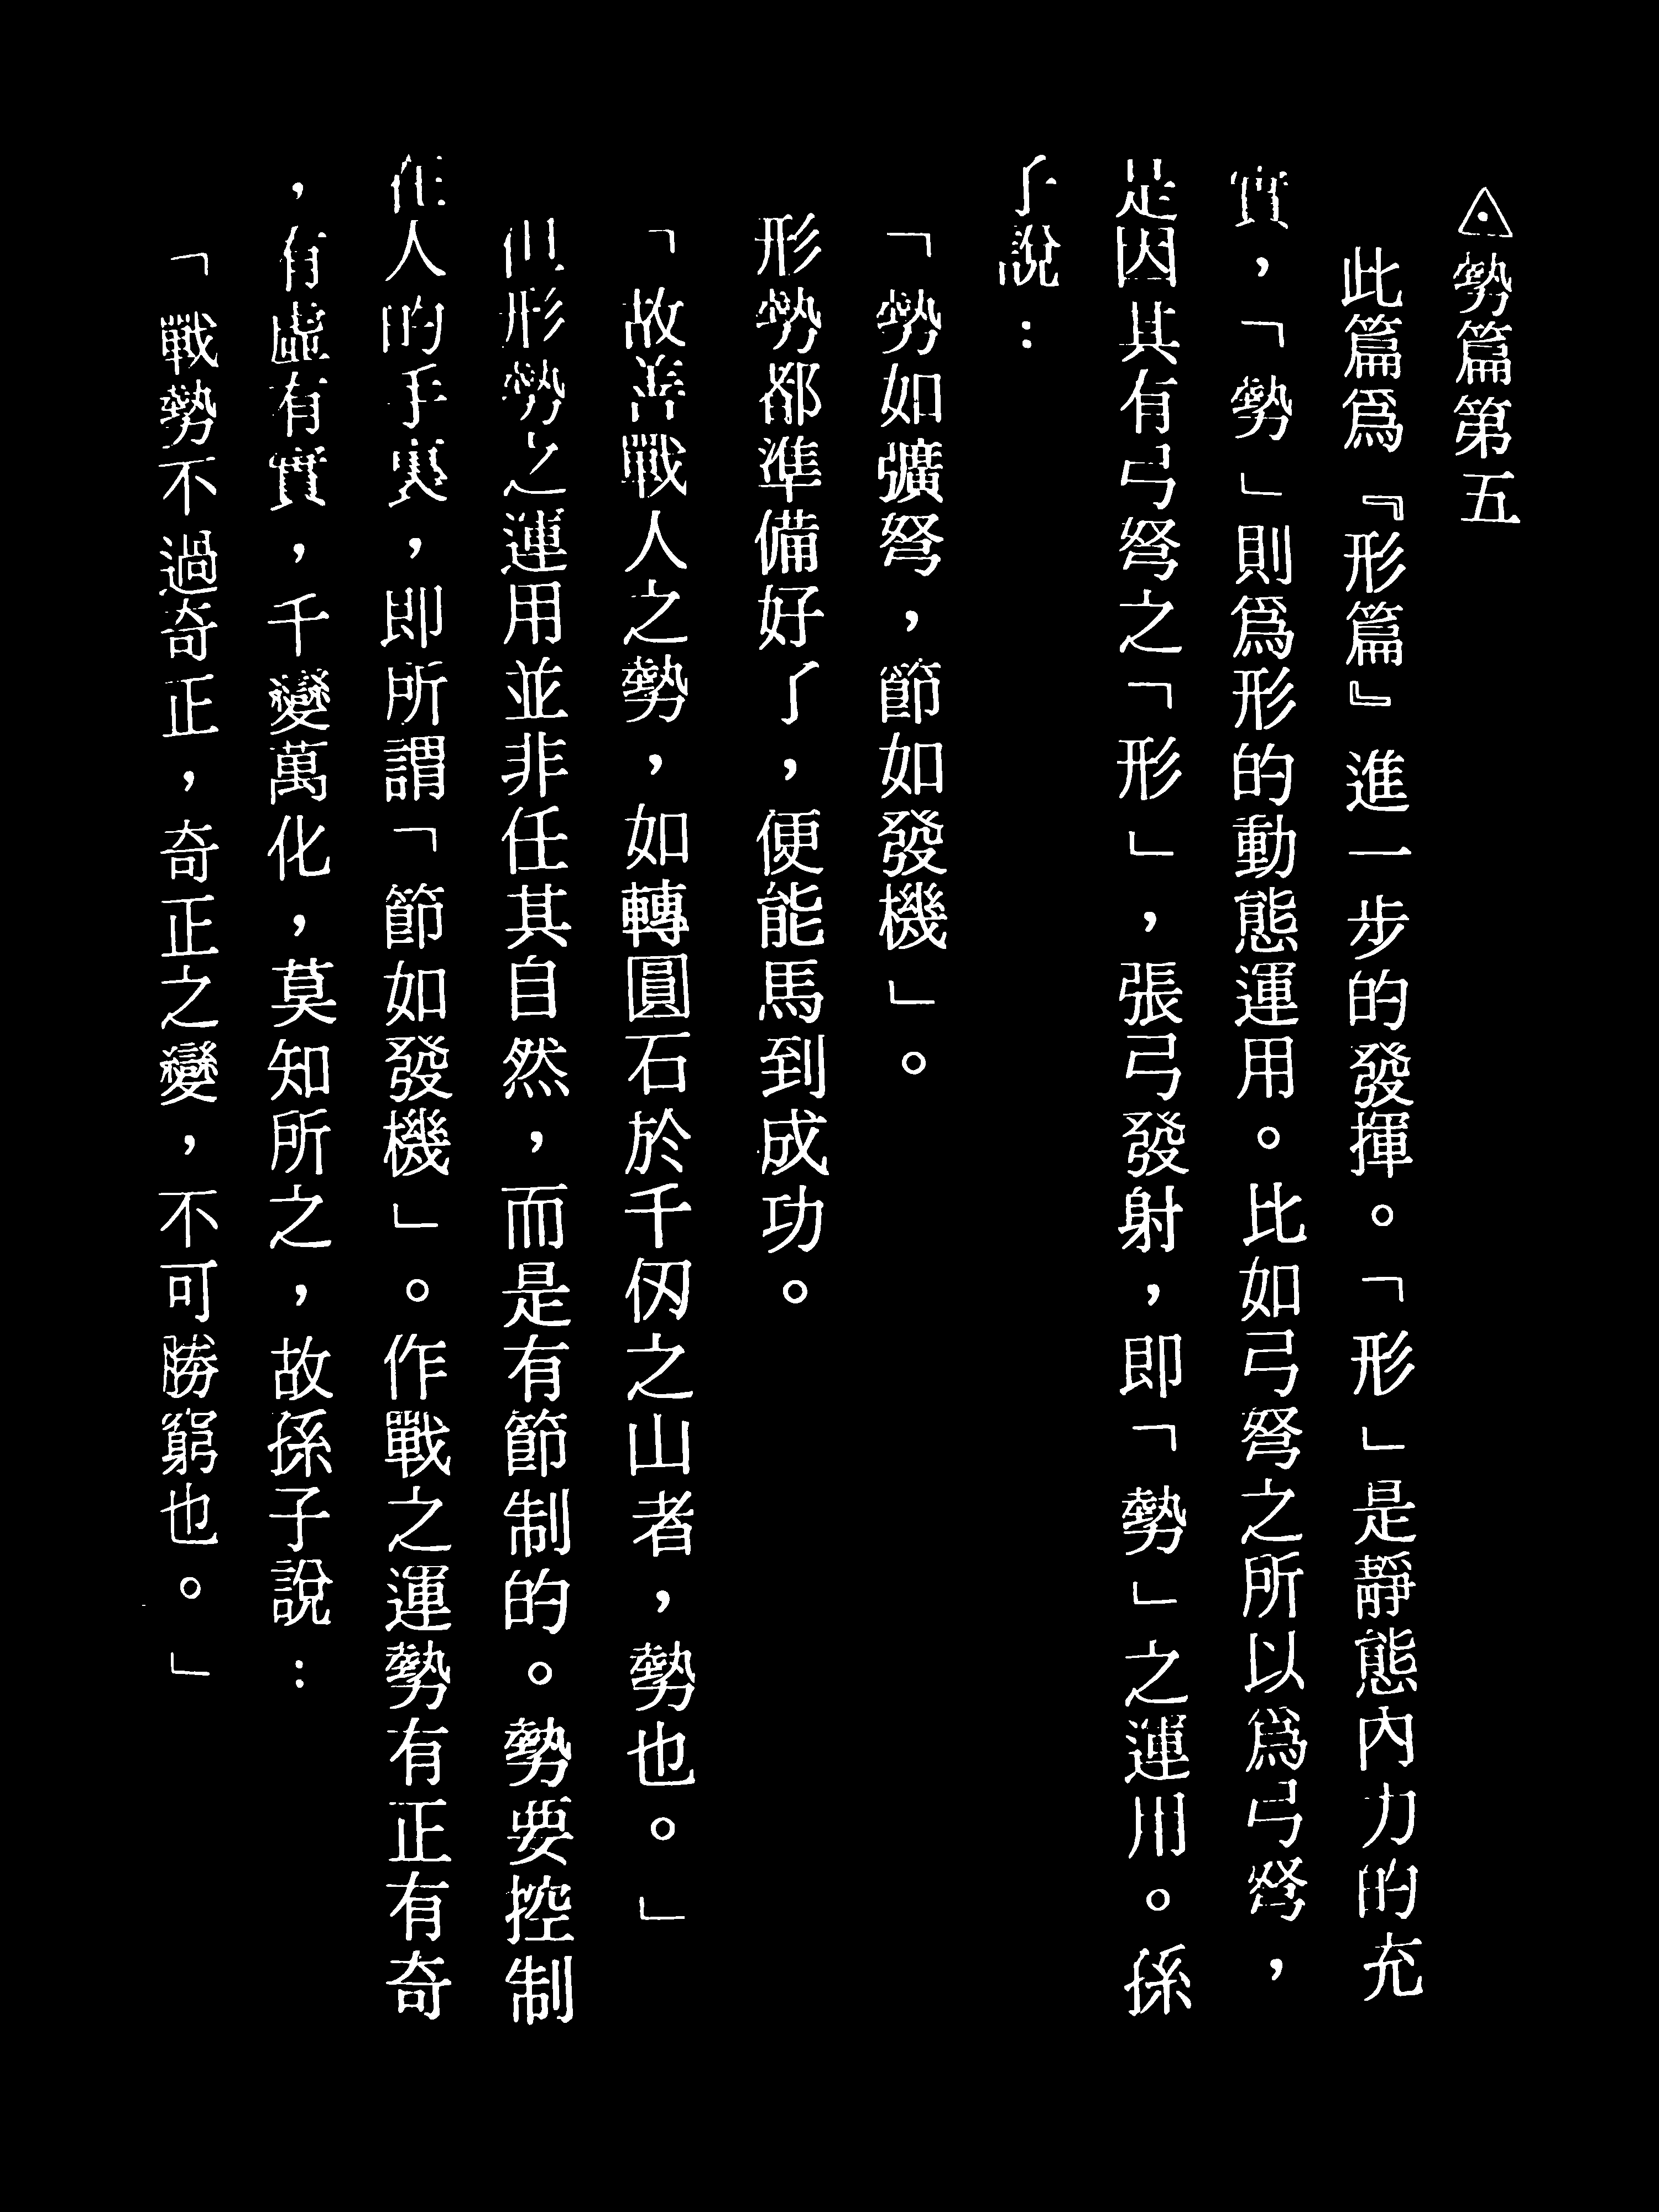 勢篇第五
此篇爲『形篇』進一步的發揮。「形」是靜態內力的充
實,「勢」則爲形的動態運用。比如弓弩之所以爲弓弩,
是因其有弓弩之「形」,張弓發射,即「勢」之運用。孫
子說:
「勢如彍弩,節如發機」。
形勢都準備好了,便能馬到成功。
「故善戰人之勢,如轉圓石於千仞之山者,勢也。」
但形勢之運用並非任其自然,而是有節制的。勢要控制
在人的手裏,即所謂「節如發機」。作戰之運勢有正有奇
,有虛有實,千變萬化,莫知所之,故孫子說:
「戰勢不過奇正,奇正之變,不可勝窮也。」